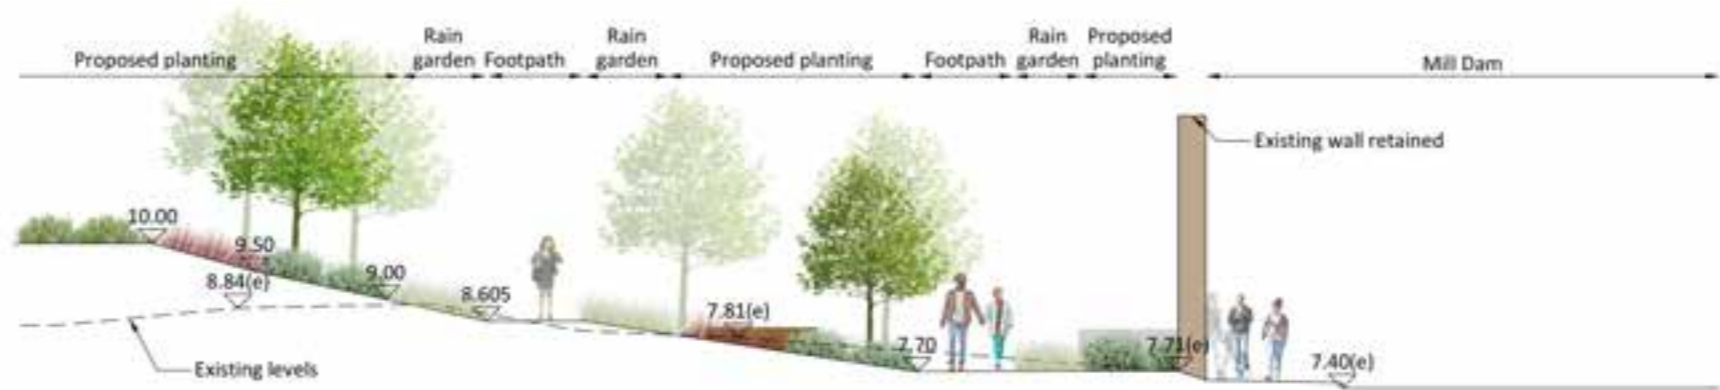 Proposed planting
Rain
garden
Footpath
Rain
garden
Proposed planting
Footpath
Rain
garden
Proposed
planting
Mill Dam
Existing wall retained
10.00
9.50
8.84(e)
9.00
8.605
7.81(e)
7.70
7.71(e)
7.40(e)
Existing levels